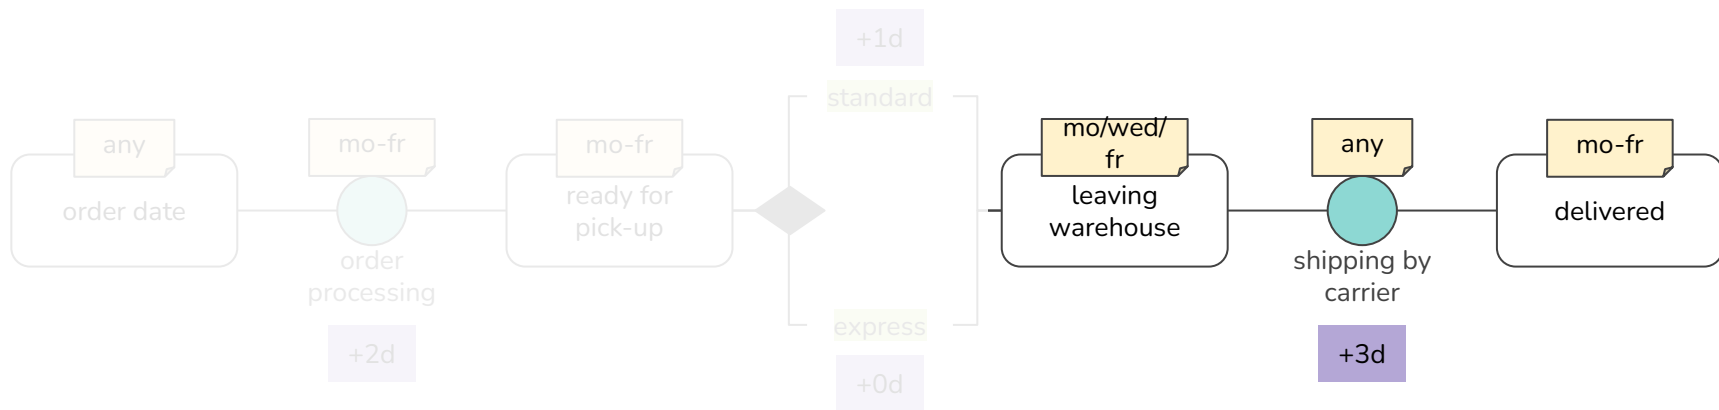 +1d
standard
any
mo-fr
mo-fr
mo/wed/
fr
any
mo-fr
order date
ready for
pick-up
leaving
warehouse
delivered
order
processing
shipping by
carrier
express
+2d
+3d
+0d